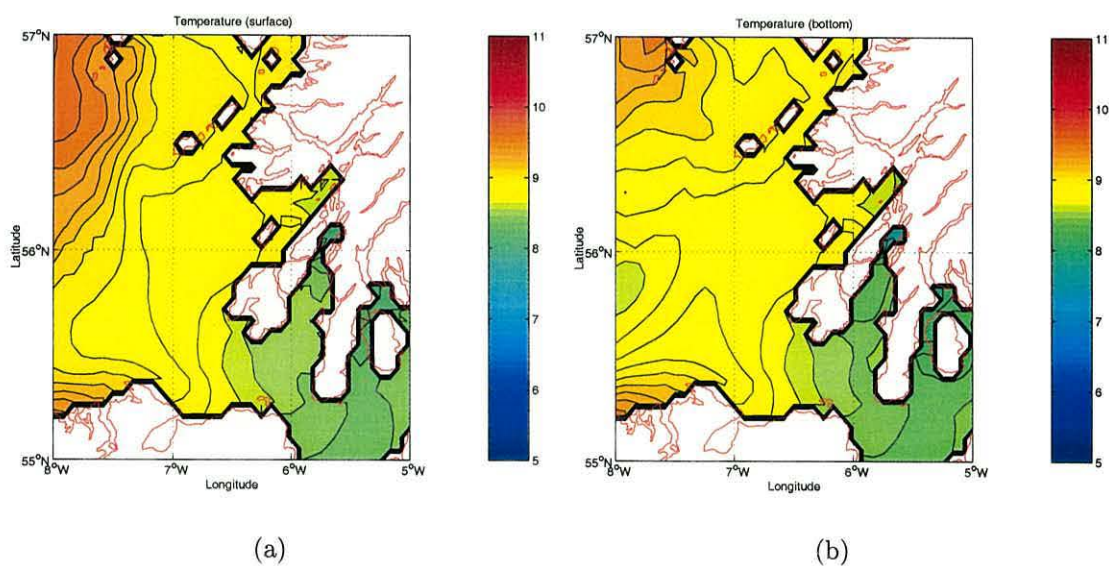 Temperature (surface)
57°N
56°N
55°N
Latitude
8°W 7°W 6°W 5°W
Longitude
11
10
9
8
7
6
5
(a)
Temperature (bottom)
57°N
56°N
55°N
Latitude
8°W 7°W 6°W 5°W
Longitude
11
10
9
8
7
6
5
(b)